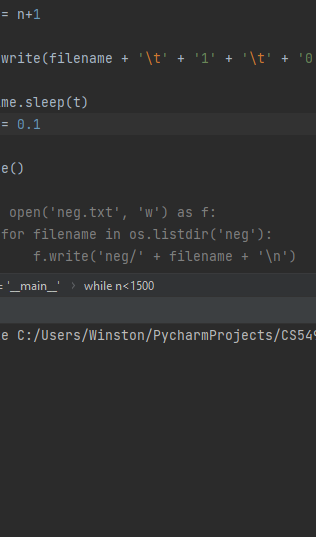 = n+1
write(filename + '\t' + '1' + '\t' + '0
me.sleep(t)
= 0.1
e()
open('neg.txt', 'w') as f:
for filename in os.listdir('neg'):
f.write('neg/' + filename + '\n')
= '__main__' › while n<1500
e C:/Users/Winston/PycharmProjects/CS549